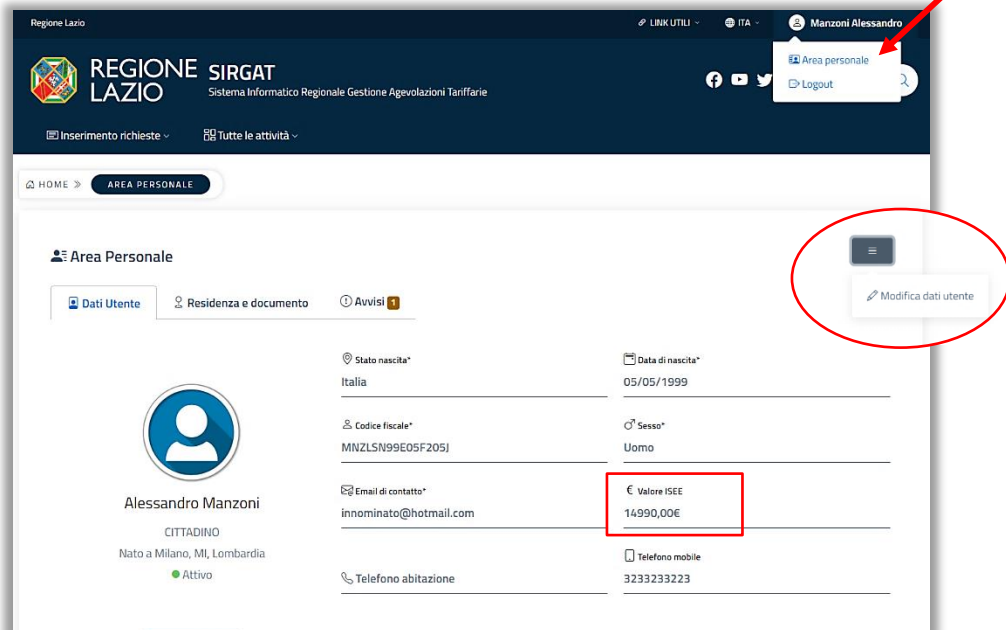 Regione Lazio
LINK UTILI
ITA
Manzoni Alessandro
Area personale
Logout
REGIONE LAZIO
SIRGAT
Sistema Informatico Regionale Gestione Agevolazioni Tariffarie
Inserimento richieste
Tutte le attività
HOME
AREA PERSONALE
Area Personale
Modifica dati utente
Dati Utente
Residenza e documento
Avvisi 1
Stato nascita*
Italia
Data di nascita*
05/05/1999
Codice fiscale*
MNZLSN99E05F205J
Sesso*
Uomo
Email di contatto*
innominato@hotmail.com
€ Valore ISEE
14990,00€
Telefono abitazione
Telefono mobile
3233233223
Alessandro Manzoni
CITTADINO
Nato a Milano, MI, Lombardia
Attivo